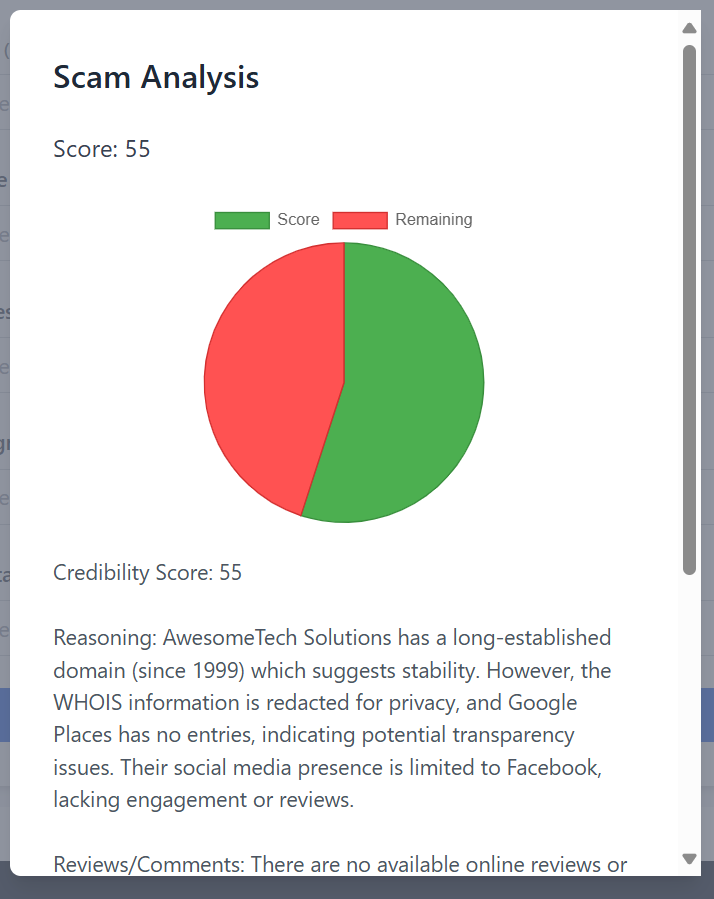 Scam Analysis
Score: 55
Score Remaining
Credibility Score: 55
Reasoning: AwesomeTech Solutions has a long-established
domain (since 1999) which suggests stability. However, the
WHOIS information is redacted for privacy, and Google
Places has no entries, indicating potential transparency
issues. Their social media presence is limited to Facebook,
lacking engagement or reviews.
Reviews/Comments: There are no available online reviews or